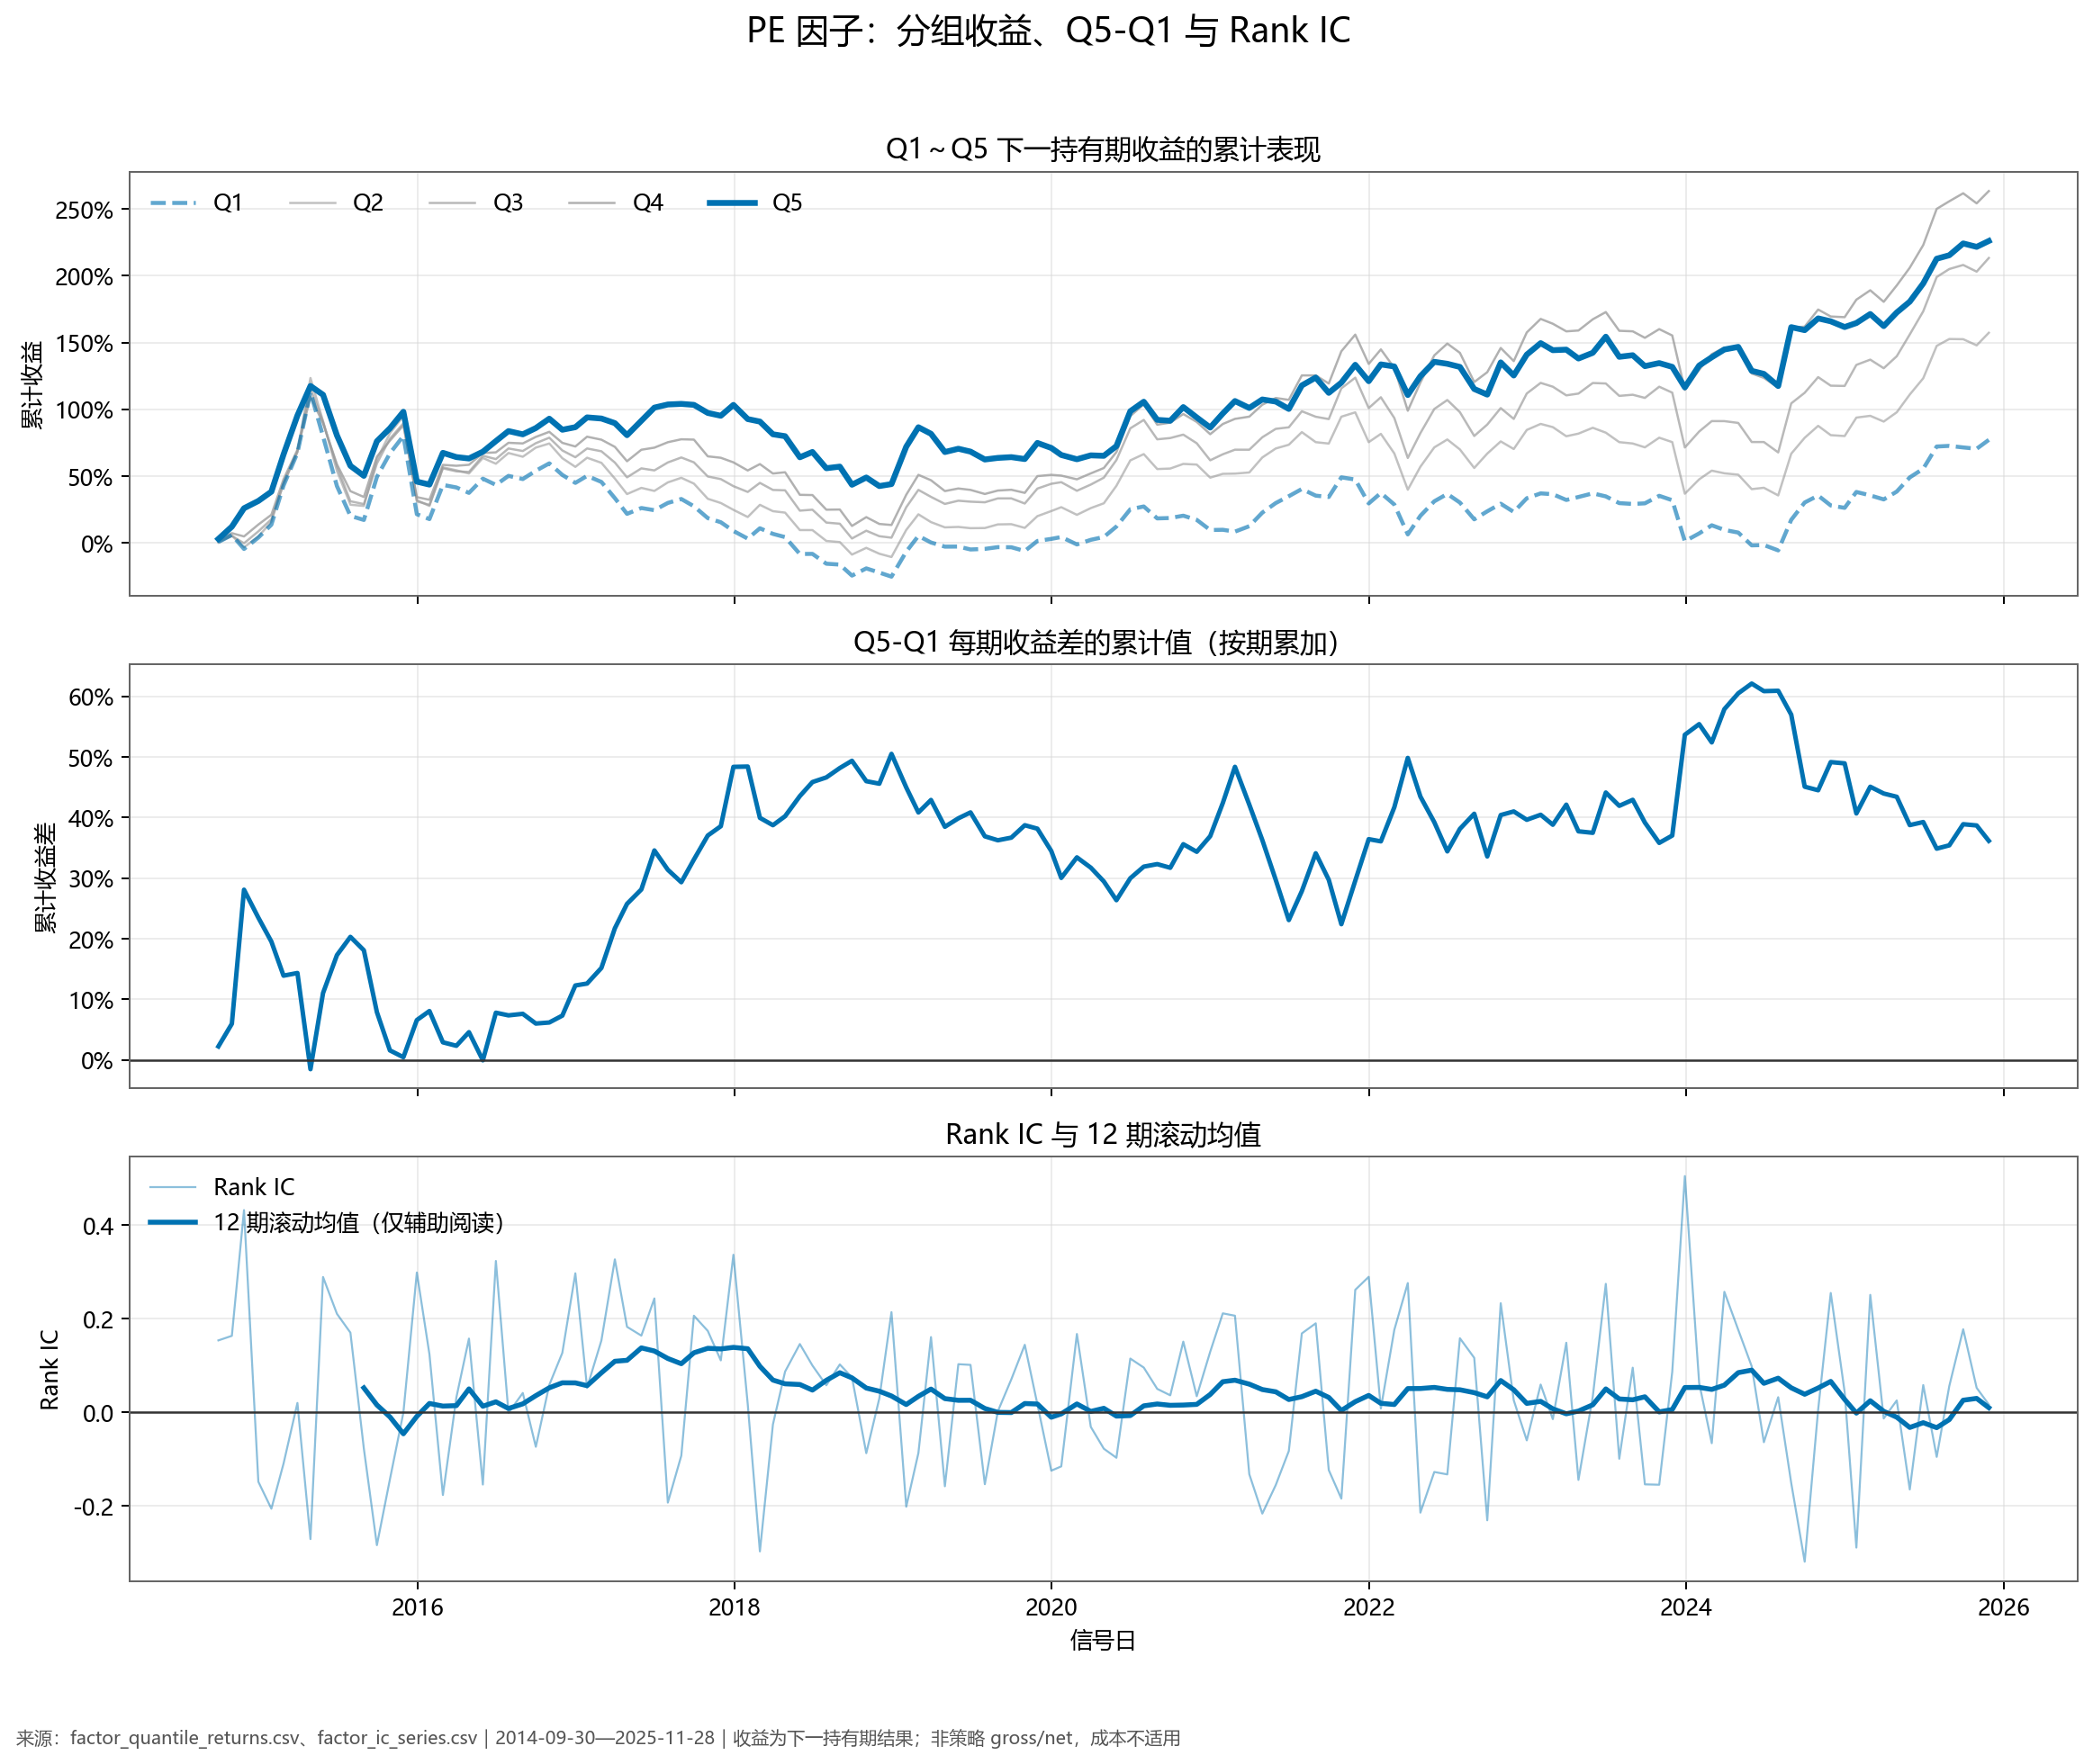 PE 因子：分组收益、Q5-Q1 与 Rank IC
Q1～Q5 下一持有期收益的累计表现
Q1 Q2 Q3 Q4 Q5
累计收益
250%
200%
150%
100%
50%
0%
Q5-Q1 每期收益差的累计值（按期累加）
累计收益差
60%
50%
40%
30%
20%
10%
0%
Rank IC 与 12 期滚动均值
Rank IC
12 期滚动均值（仅辅助阅读）
Rank IC
0.4
0.2
0.0
-0.2
2016 2018 2020 2022 2024 2026
信号日
来源：factor_quantile_returns.csv、factor_ic_series.csv | 2014-09-30—2025-11-28 | 收益为下一持有期结果；非策略 gross/net，成本不适用